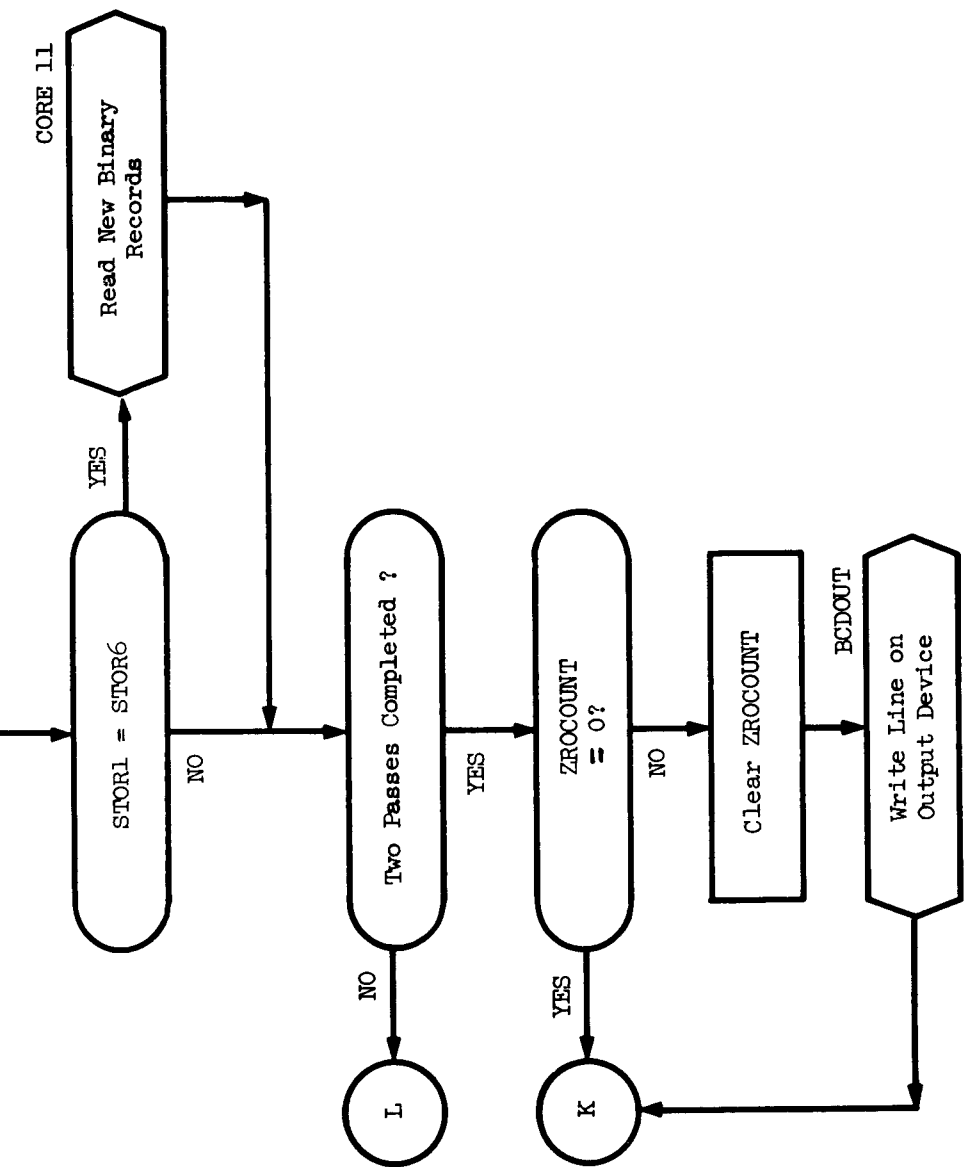 STOR1 = STOR6
YES
CORE 11
Read New Binary
Records
NO
Two Passes Completed ?
NO
L
YES
ZROCOUNT
= 0?
YES
K
NO
Clear ZROCOUNT
BCDOUT
Write Line on
Output Device